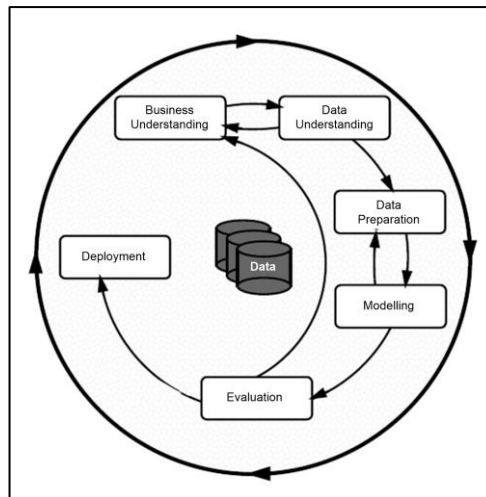 Business
Understanding
Data
Understanding
Data
Preparation
Deployment
Data
Modelling
Evaluation